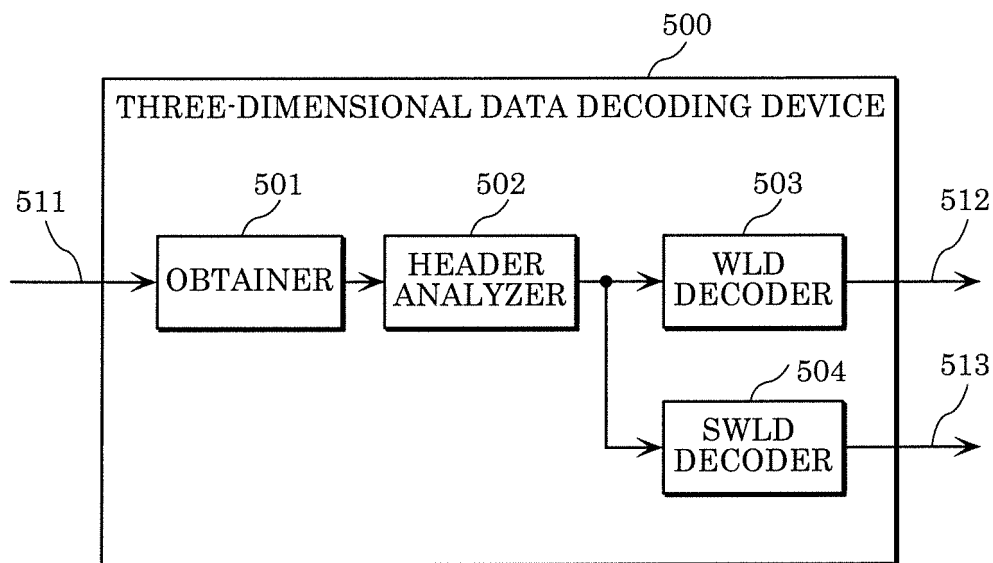 500
THREE-DIMENSIONAL DATA DECODING DEVICE
511
501
502
503
512
OBTAINER
HEADER
ANALYZER
WLD
DECODER
504
513
SWLD
DECODER